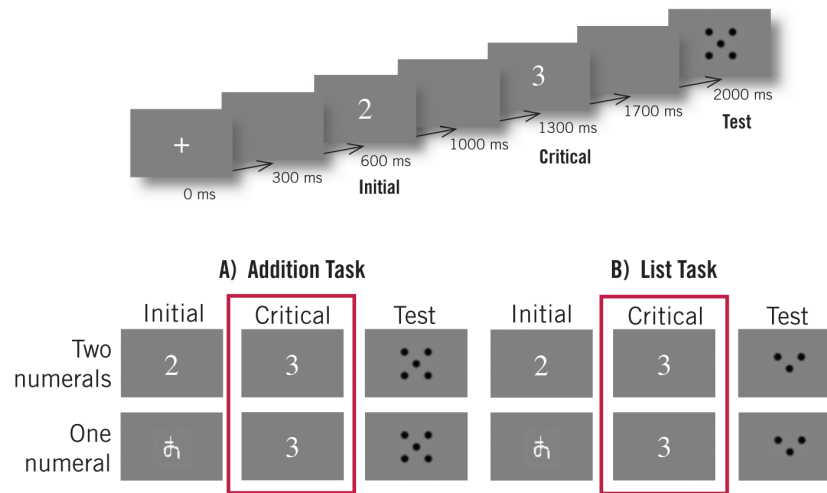 +
0 ms
300 ms
2
600 ms
Initial
1000 ms
3
1300 ms
Critical
1700 ms
2000 ms
Test
A) Addition Task
B) List Task
Initial Critical Test Initial Critical Test
Two numerals
2 3 2 3
One numeral
3 3